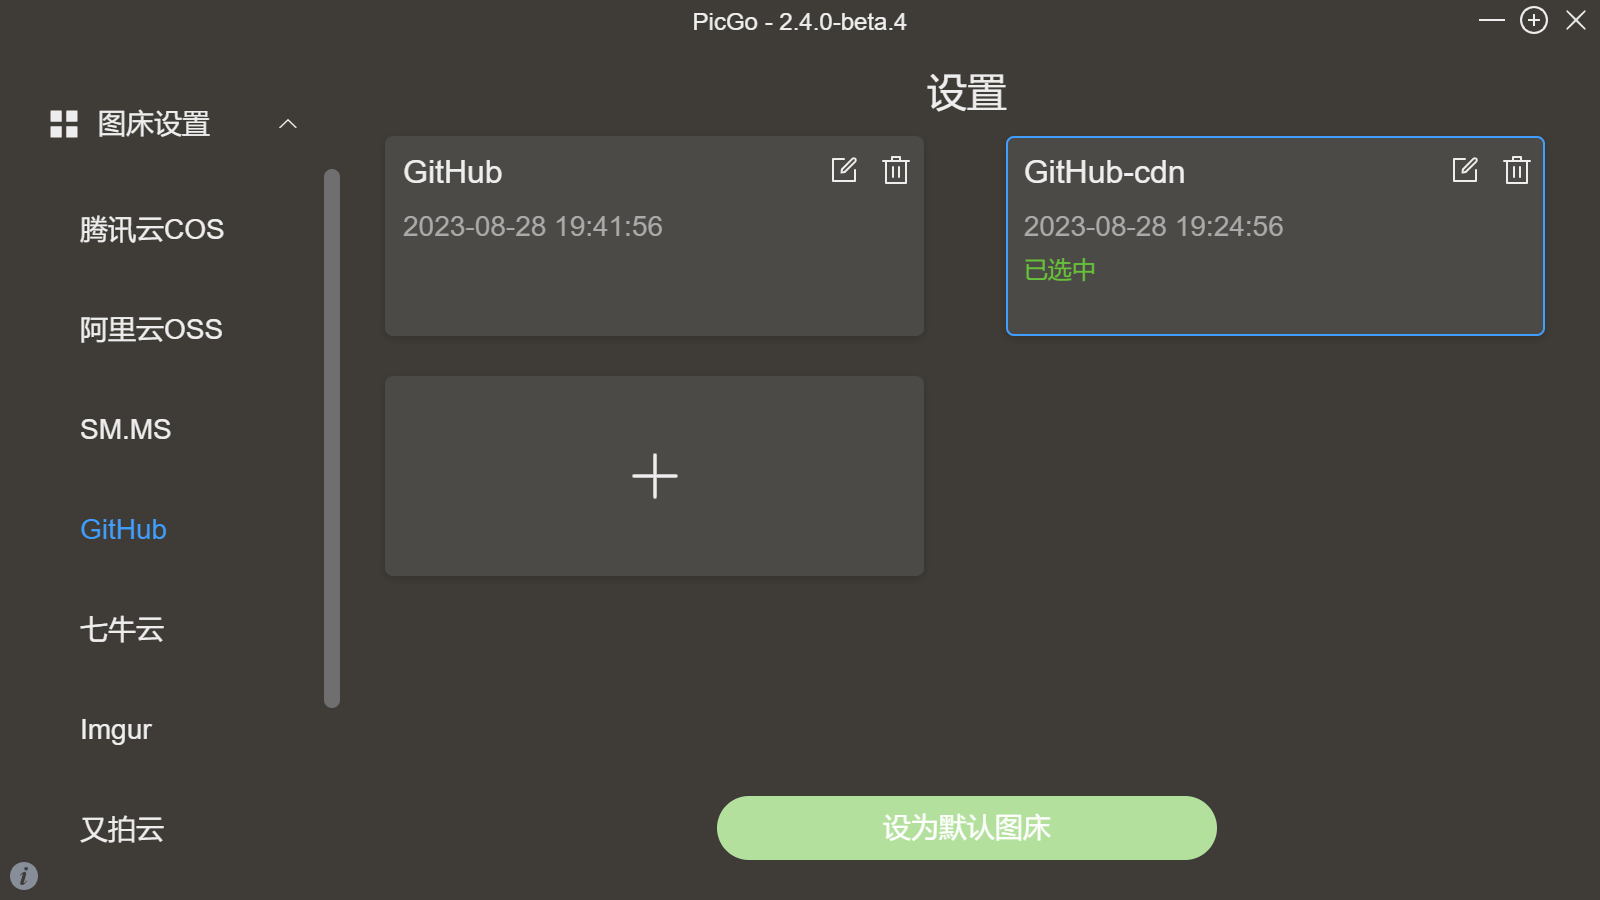 PicGo - 2.4.0-beta.4
图床设置
腾讯云COS
阿里云OSS
SM.MS
GitHub
七牛云
Imgur
又拍云
设置
GitHub
2023-08-28 19:41:56
GitHub-cdn
2023-08-28 19:24:56
已选中
设为默认图床